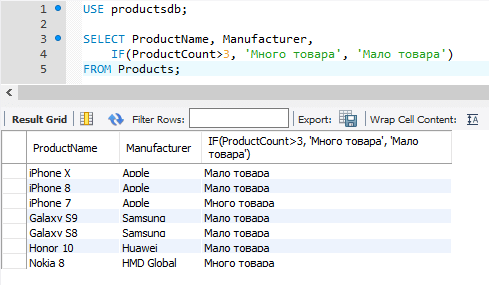 1 USE productsdb;
2
3 SELECT ProductName, Manufacturer,
4 IF(ProductCount>3, 'Много товара', 'Мало товара')
5 FROM Products;
Result Grid Filter Rows: Export: Wrap Cell Content:
ProductName Manufacturer IF(ProductCount>3, 'Много товара', 'Мало
товара')
iPhone X Apple Мало товара
iPhone 8 Apple Мало товара
iPhone 7 Apple Много товара
Galaxy S9 Samsung Мало товара
Galaxy S8 Samsung Мало товара
Honor 10 Huawei Мало товара
Nokia 8 HMD Global Много товара